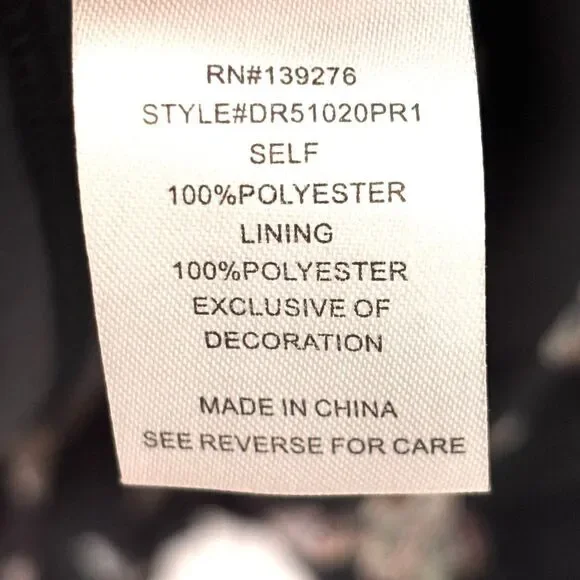 RN#139276
STYLE#DR51020PR1
SELF
100%POLYESTER
LINING
100%POLYESTER
EXCLUSIVE OF
DECORATION
MADE IN CHINA
SEE REVERSE FOR CARE